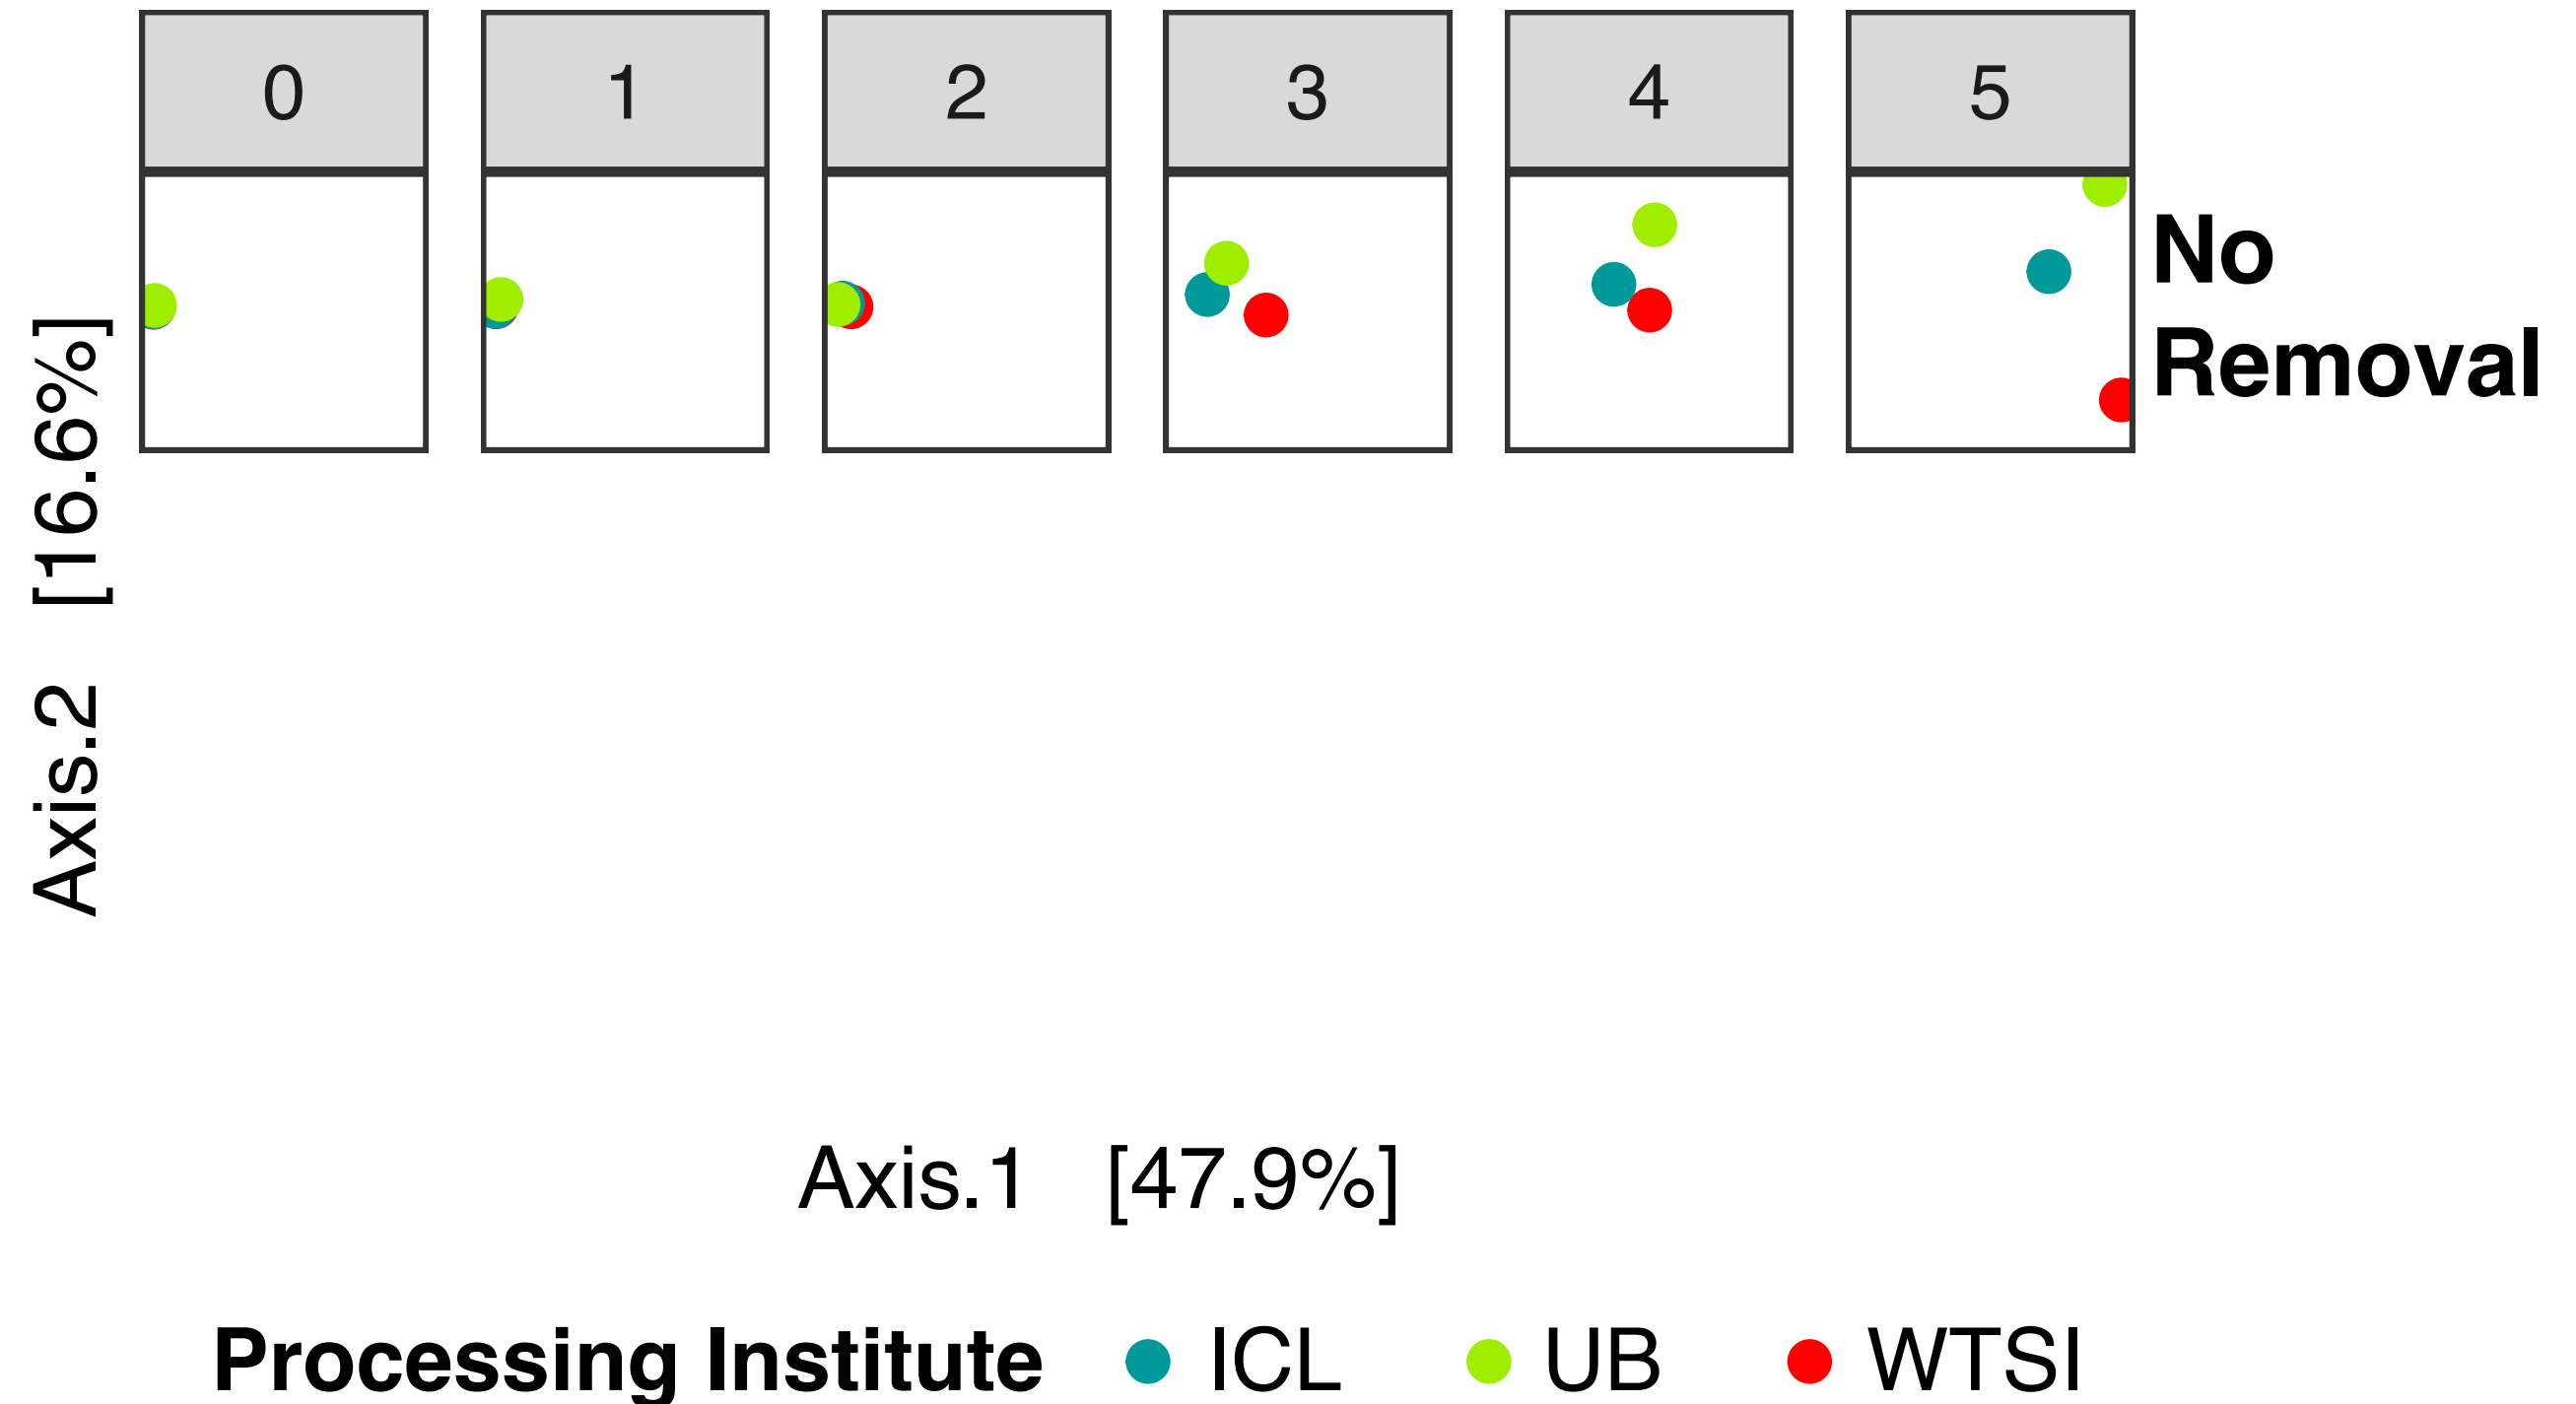 0 1 2 3 4 5
No
Removal
Axis.2 [16.6%]
Axis.1 [47.9%]
Processing Institute ICL UB WTSI